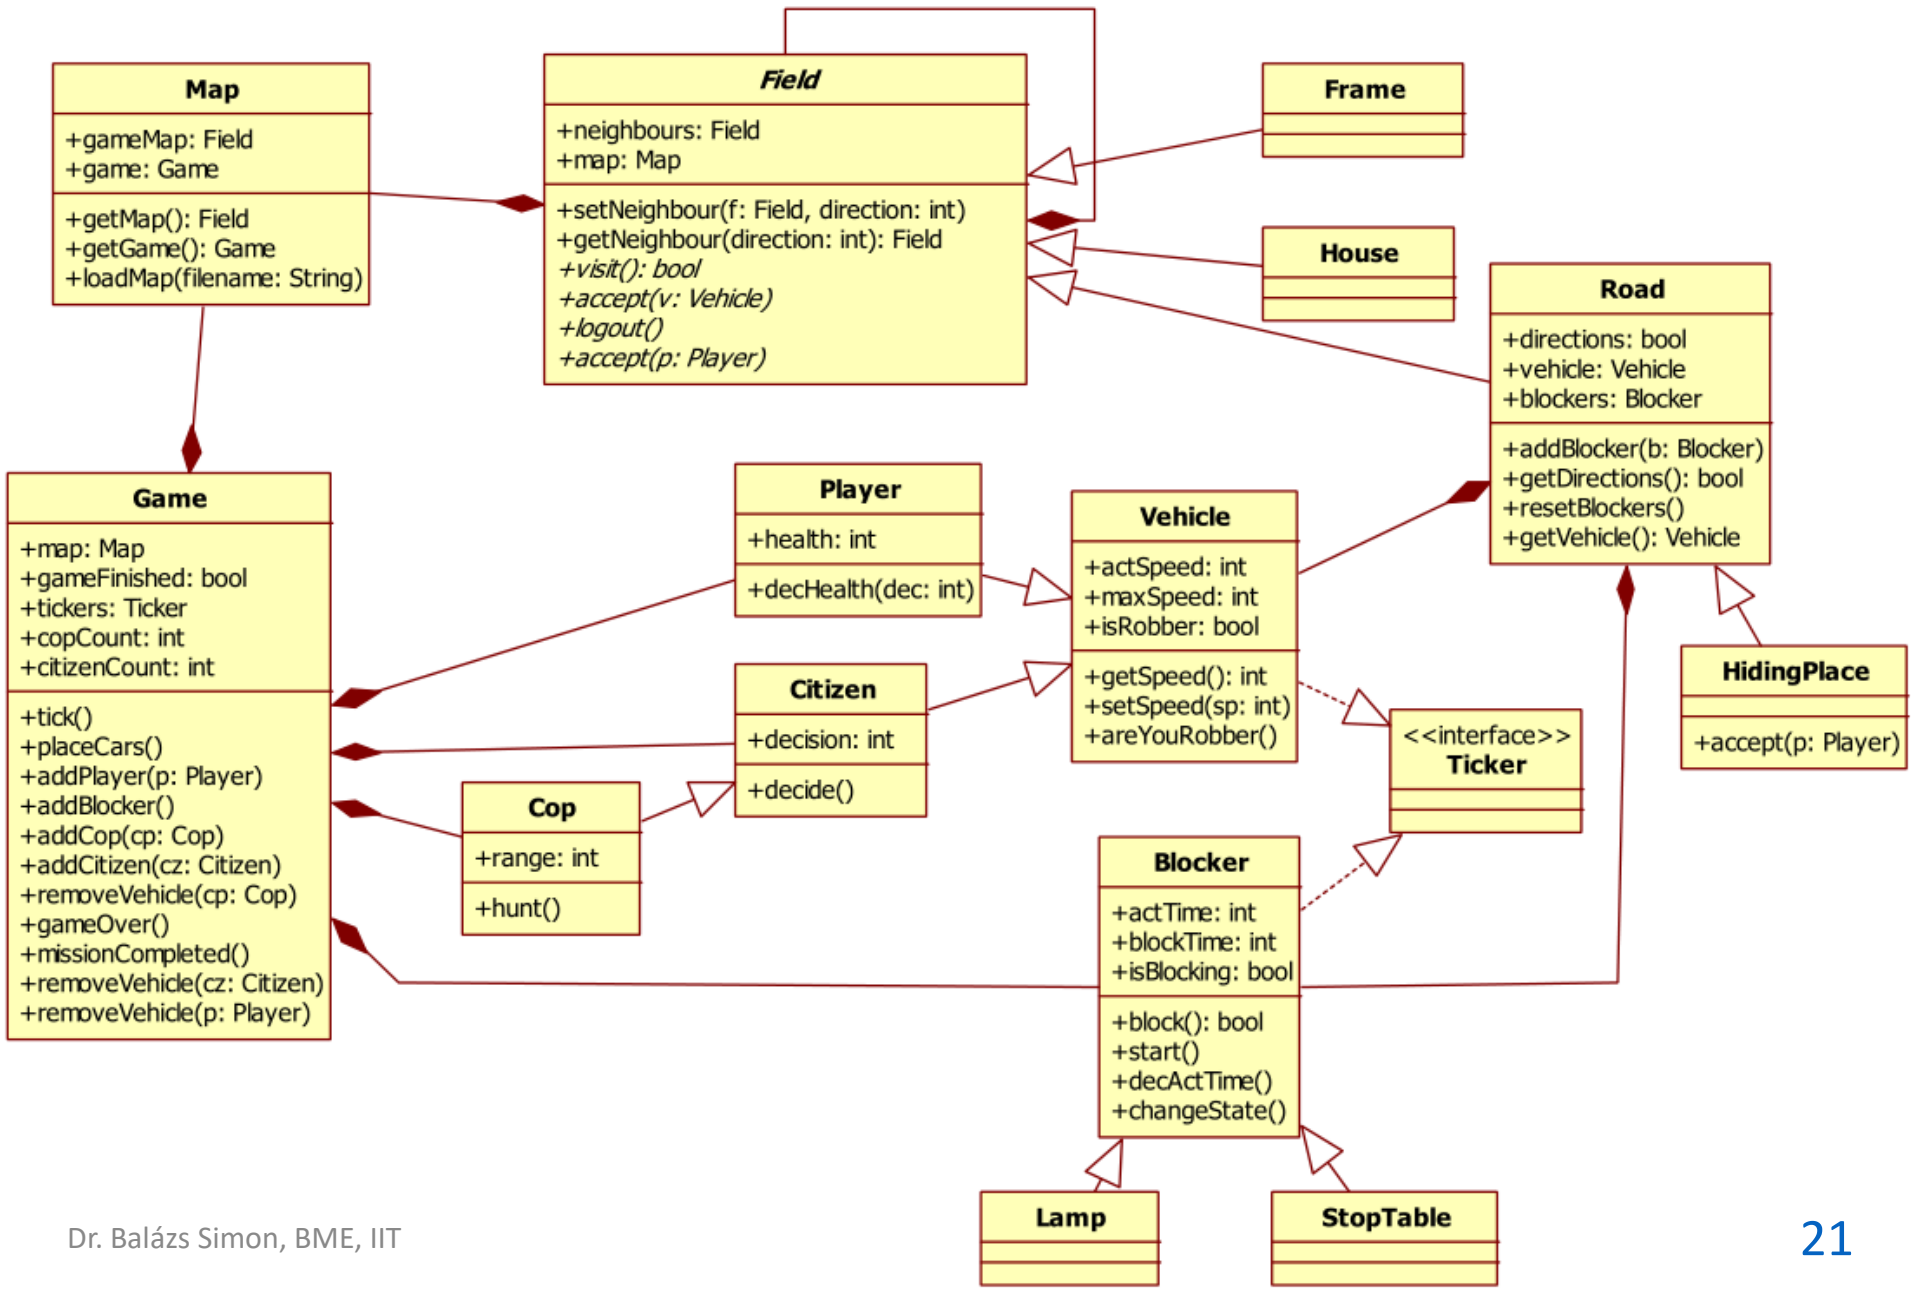 Map
+gameMap: Field
+game: Game
+getMap(): Field
+getGame(): Game
+loadMap(filename: String)
Field
+neighbours: Field
+map: Map
+setNeighbour(f: Field, direction: int)
+getNeighbour(direction: int): Field
+visit(): bool
+accept(v: Vehicle)
+logout()
+accept(p: Player)
Frame
House
Road
+directions: bool
+vehicle: Vehicle
+blockers: Blocker
+addBlocker(b: Blocker)
+getDirections(): bool
+resetBlockers()
+getVehicle(): Vehicle
Game
+map: Map
+gameFinished: bool
+tickers: Ticker
+copCount: int
+citizenCount: int
+tick()
+placeCars()
+addPlayer(p: Player)
+addBlocker()
+addCop(cp: Cop)
+addCitizen(cz: Citizen)
+removeVehicle(cp: Cop)
+gameOver()
+missionCompleted()
+removeVehicle(cz: Citizen)
+removeVehicle(p: Player)
Player
+health: int
+decHealth(dec: int)
Vehicle
+actSpeed: int
+maxSpeed: int
+isRobber: bool
+getSpeed(): int
+setSpeed(sp: int)
+areYouRobber()
Citizen
+decision: int
+decide()
Cop
+range: int
+hunt()
<<interface>>
Ticker
HidingPlace
+accept(p: Player)
Blocker
+actTime: int
+blockTime: int
+isBlocking: bool
+block(): bool
+start()
+decActTime()
+changeState()
Lamp
StopTable
Dr. Balázs Simon, BME, IIT
21